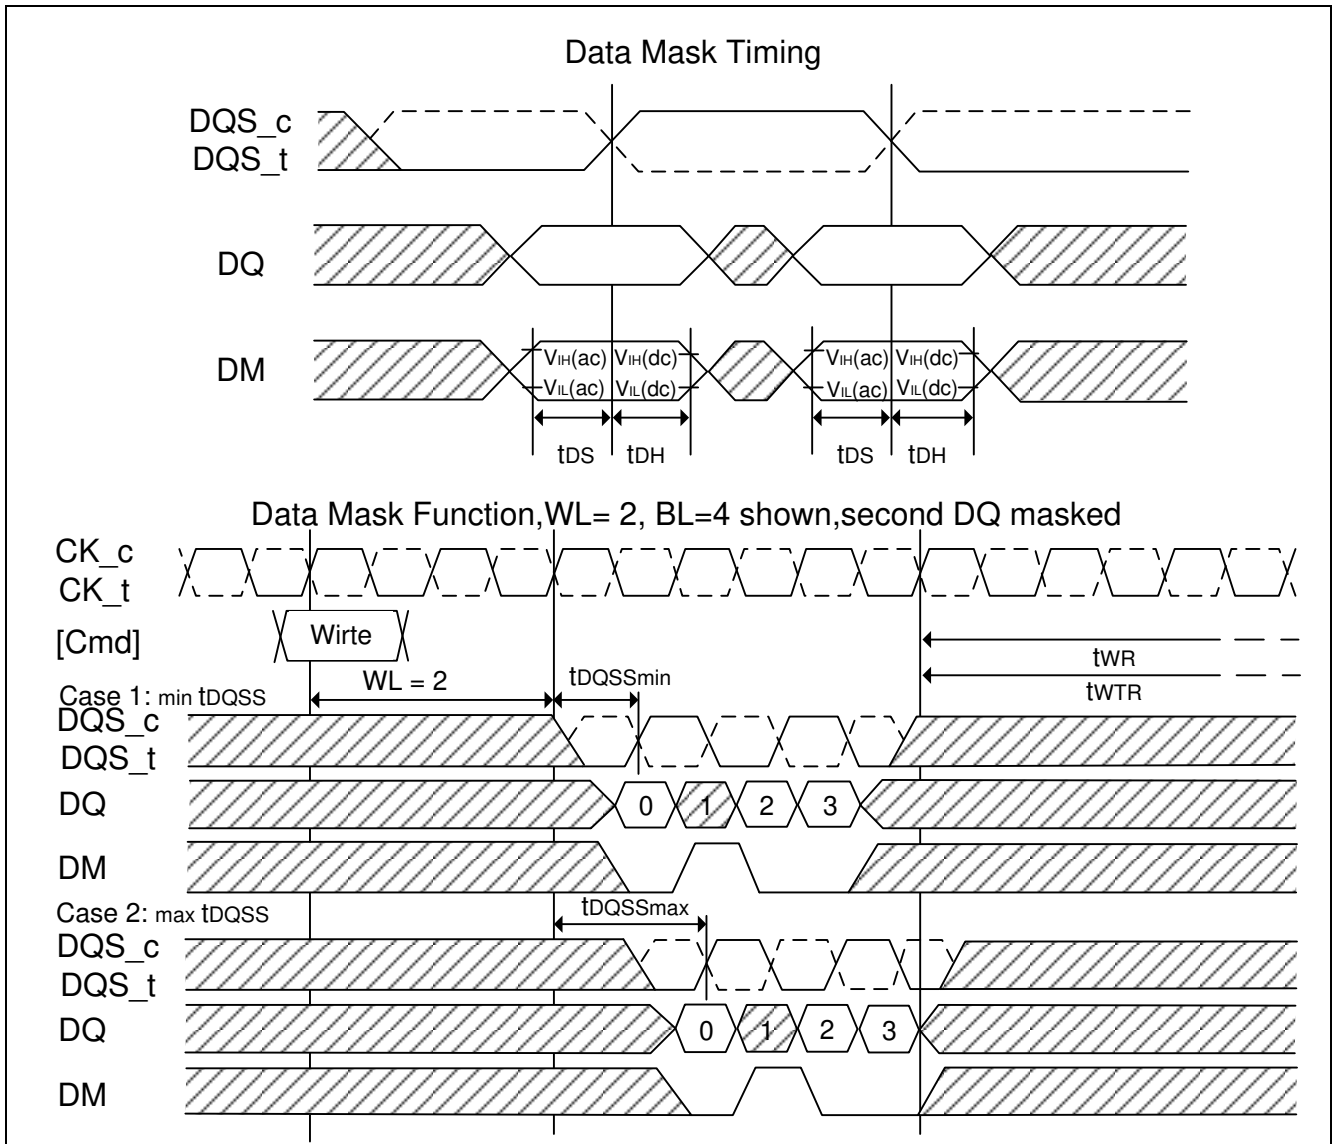 Data Mask Timing
DQS_c
DQS_t
DQ
DM
VIH(ac) VIH(dc) VIH(ac) VIH(dc)
VIL(ac) VIL(dc) VIL(ac) VIL(dc)
tDS tDH tDS tDH
Data Mask Function,WL= 2, BL=4 shown,second DQ masked
CK_c
CK_t
[Cmd] Wirte
tWR
WL = 2 tDQSSmin
tWTR
Case 1: min tDQSS
DQS_c
DQS_t
DQ 0 1 2 3
DM
Case 2: max tDQSS tDQSSmax
DQS_c
DQS_t
DQ 0 1 2 3
DM